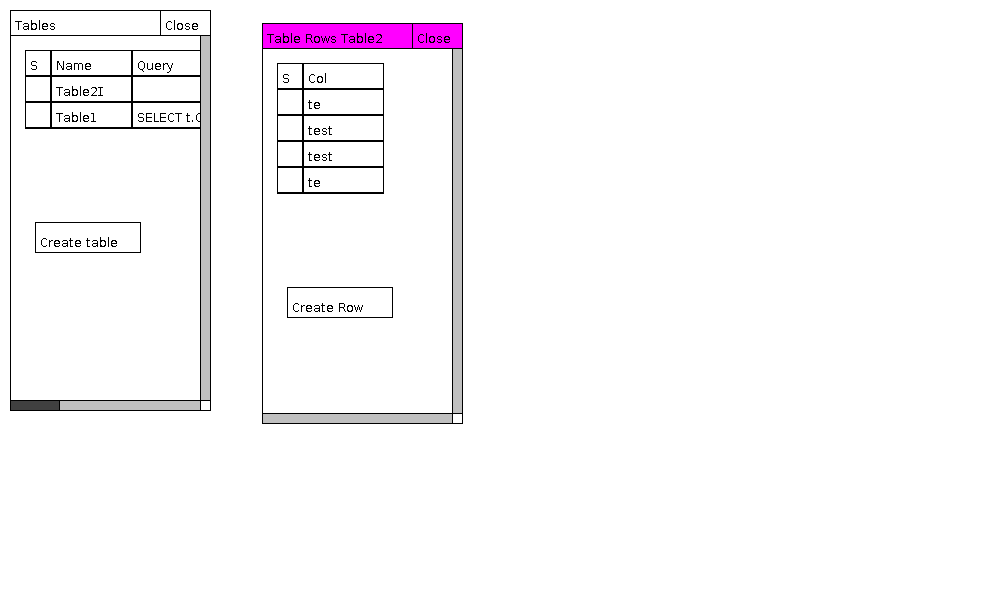 Tables Close
S Name Query
Table2I
Table1 SELECT t.
Create table
Table Rows Table2 Close
S Col
te
test
test
te
Create Row